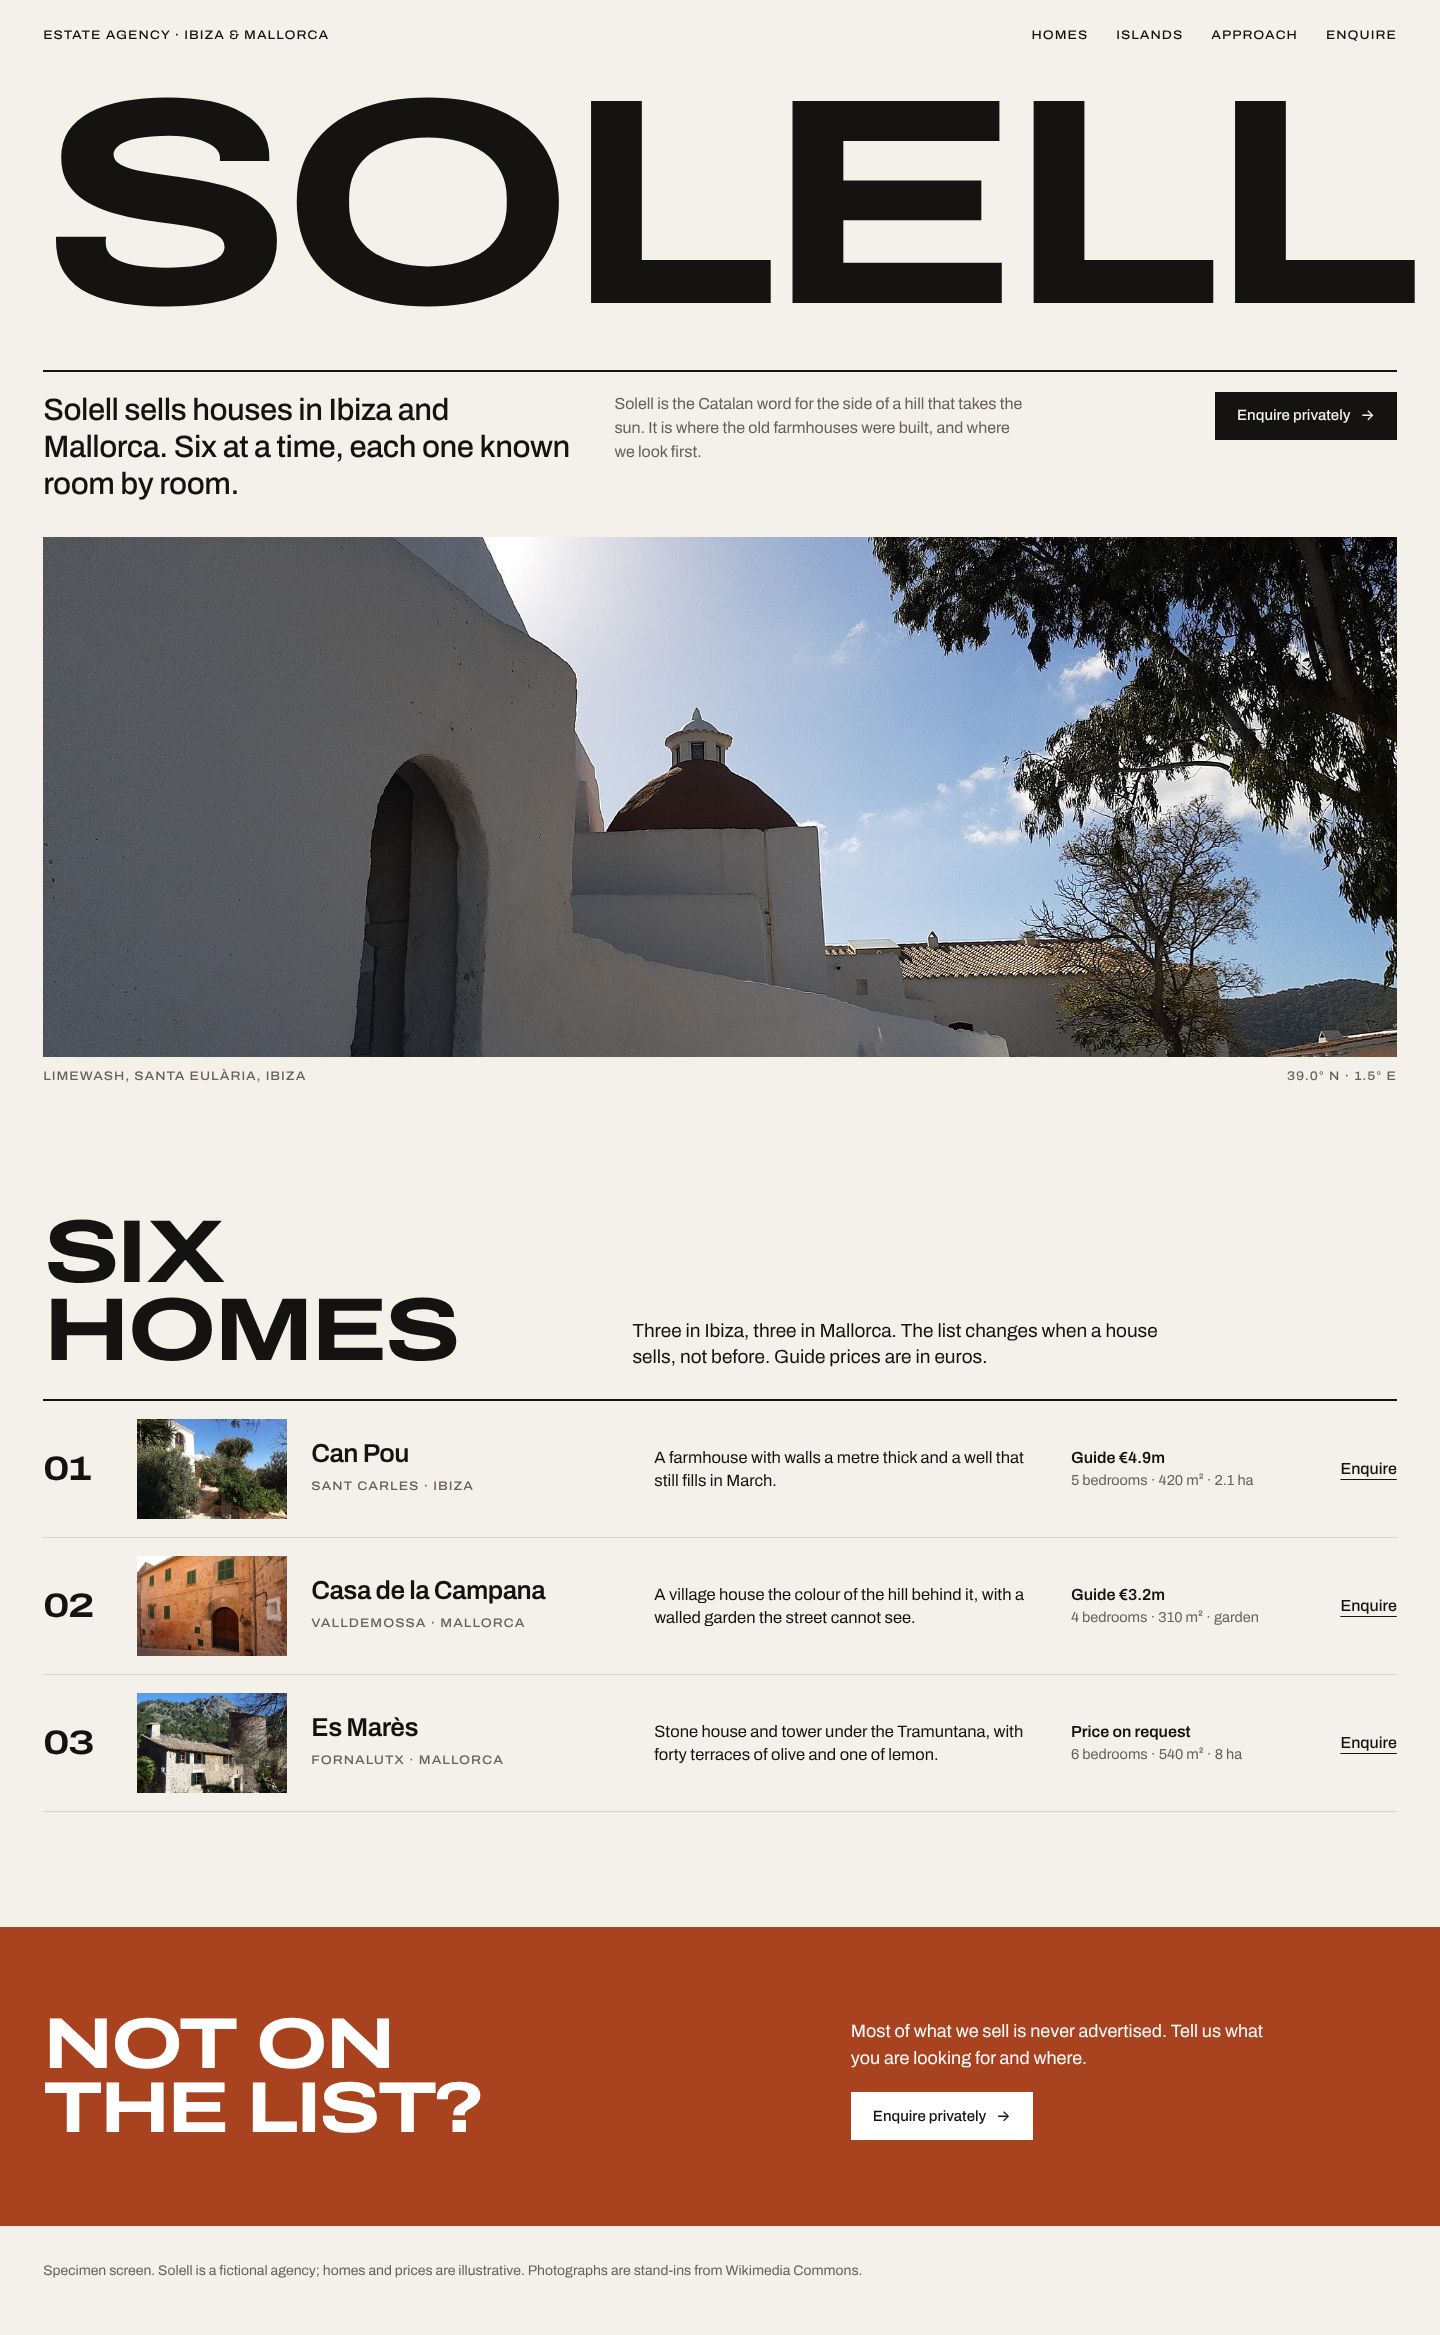 ESTATE AGENCY · IBIZA & MALLORCA
HOMES ISLANDS APPROACH ENQUIRE
SOLELL
Solell sells houses in Ibiza and
Mallorca. Six at a time, each one known
room by room.
Solell is the Catalan word for the side of a hill that takes the
sun. It is where the old farmhouses were built, and where
we look first.
Enquire privately →
LIMEWASH, SANTA EULÀRIA, IBIZA
39.0° N · 1.5° E
SIX
HOMES
Three in Ibiza, three in Mallorca. The list changes when a house
sells, not before. Guide prices are in euros.
01
Can Pou
SANT CARLES · IBIZA
A farmhouse with walls a metre thick and a well that
still fills in March.
Guide €4.9m
5 bedrooms · 420 m² · 2.1 ha
Enquire
02
Casa de la Campana
VALLDEMOSSA · MALLORCA
A village house the colour of the hill behind it, with a
walled garden the street cannot see.
Guide €3.2m
4 bedrooms · 310 m² · garden
Enquire
03
Es Marès
FORNALUTX · MALLORCA
Stone house and tower under the Tramuntana, with
forty terraces of olive and one of lemon.
Price on request
6 bedrooms · 540 m² · 8 ha
Enquire
NOT ON
THE LIST?
Most of what we sell is never advertised. Tell us what
you are looking for and where.
Enquire privately →
Specimen screen. Solell is a fictional agency; homes and prices are illustrative. Photographs are stand-ins from Wikimedia Commons.